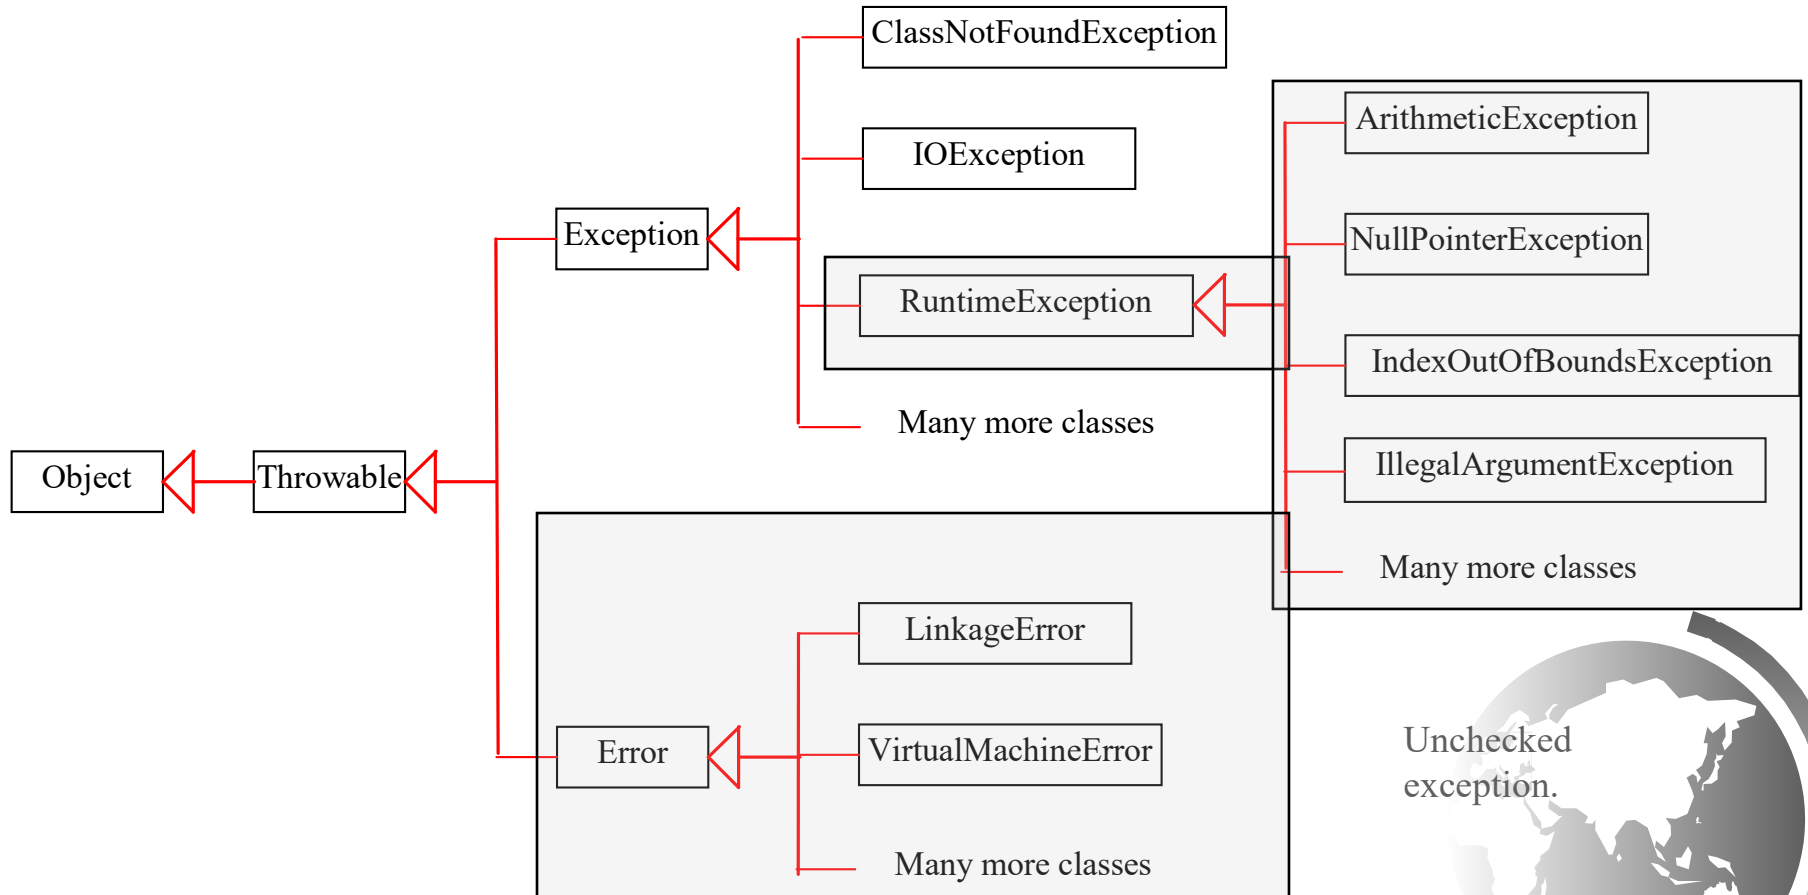 ClassNotFoundException
ArithmeticException
IOException
NullPointerException
Exception
RuntimeException
IndexOutOfBoundsException
Many more classes
Object
Throwable
IllegalArgumentException
Many more classes
LinkageError
Error
VirtualMachineError
Unchecked
exception.
Many more classes